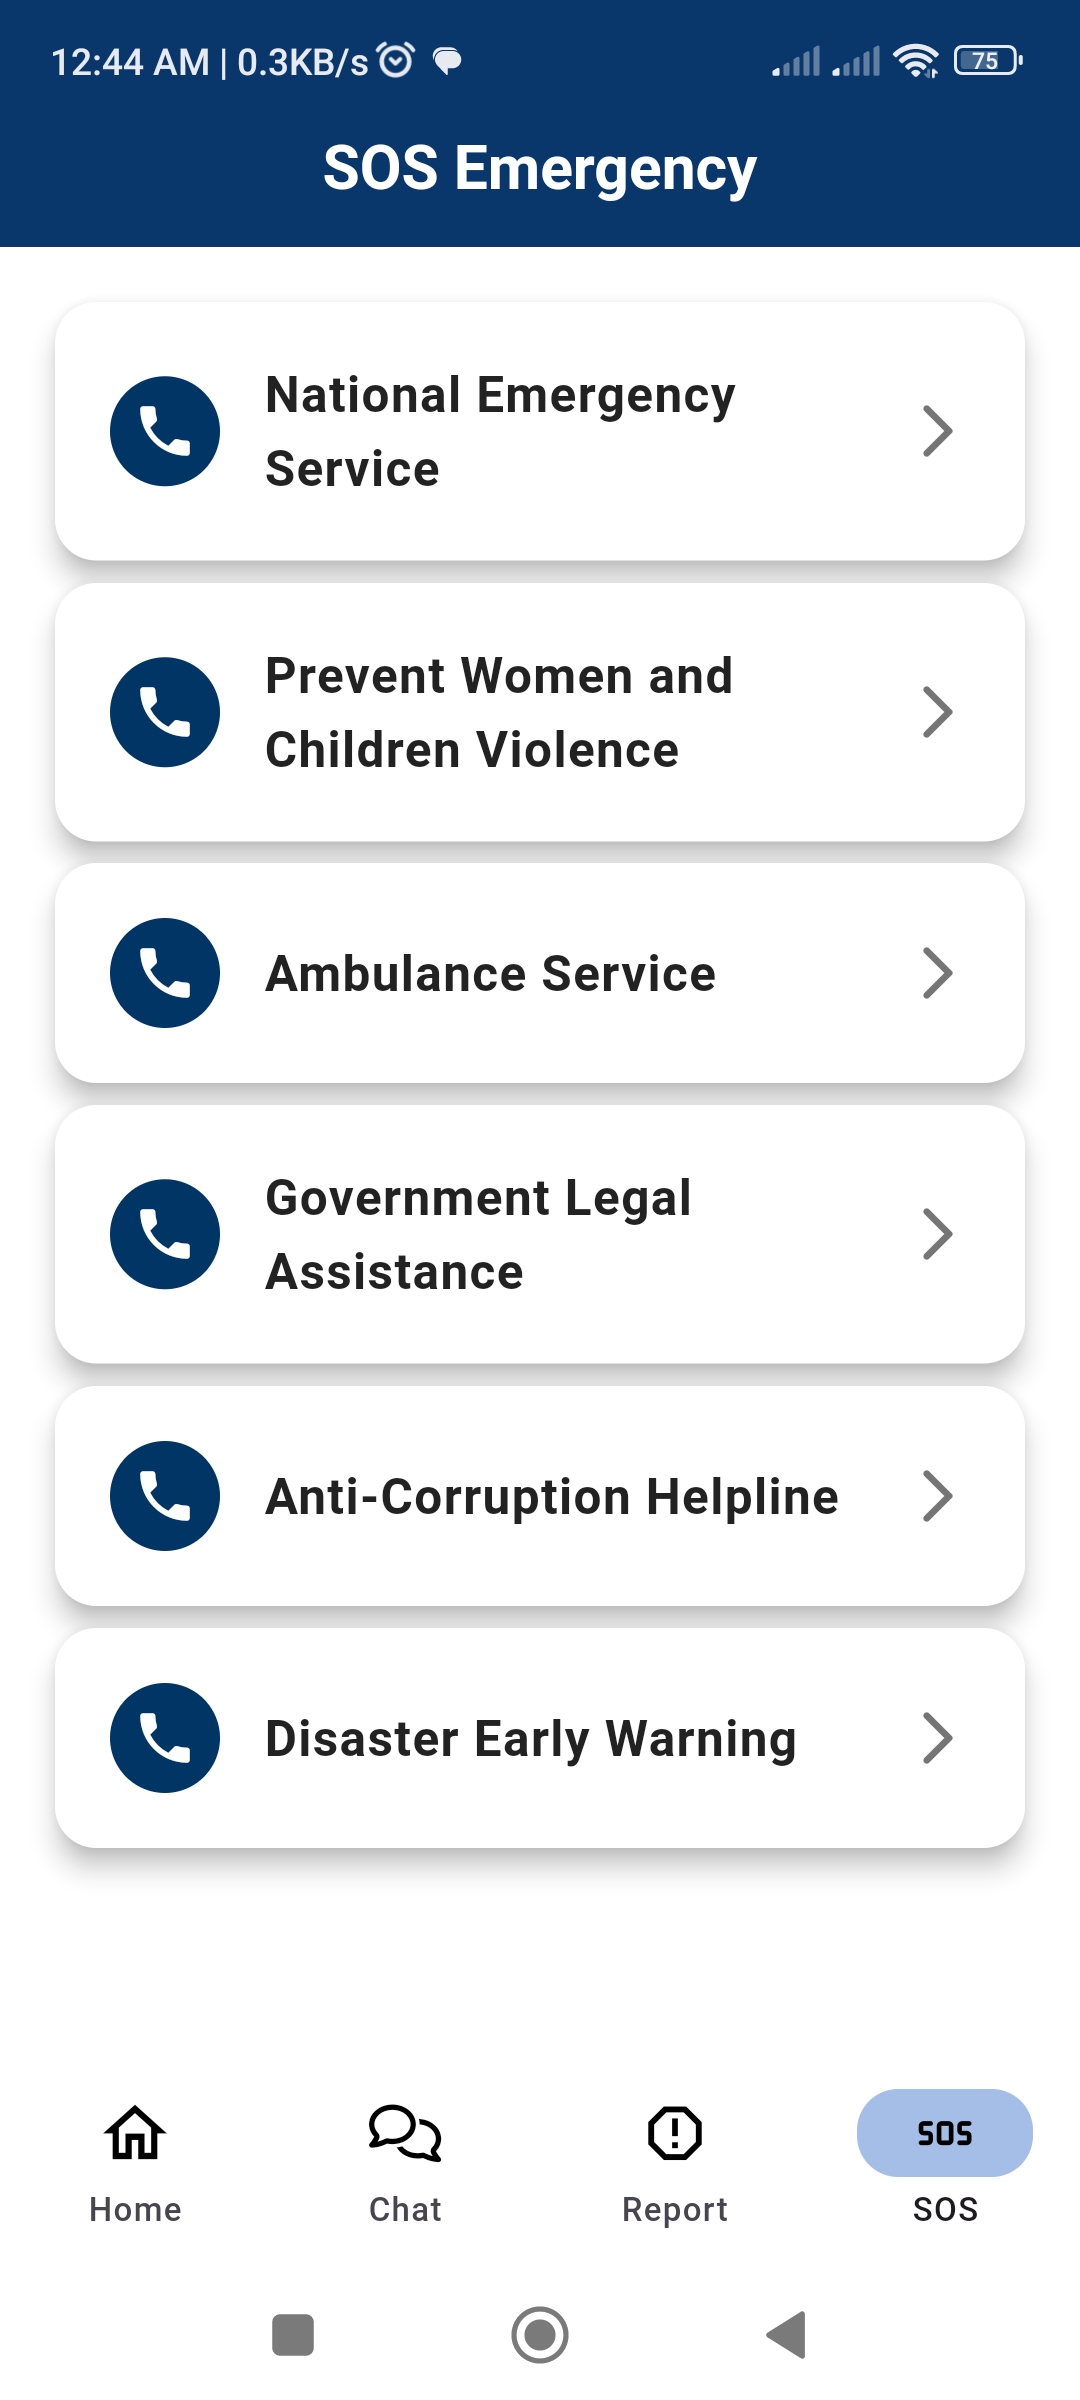 12:44 AM | 0.3KB/s
75
SOS Emergency
National Emergency
Service
Prevent Women and
Children Violence
Ambulance Service
Government Legal
Assistance
Anti-Corruption Helpline
Disaster Early Warning
SOS
Home
Chat
Report
SOS